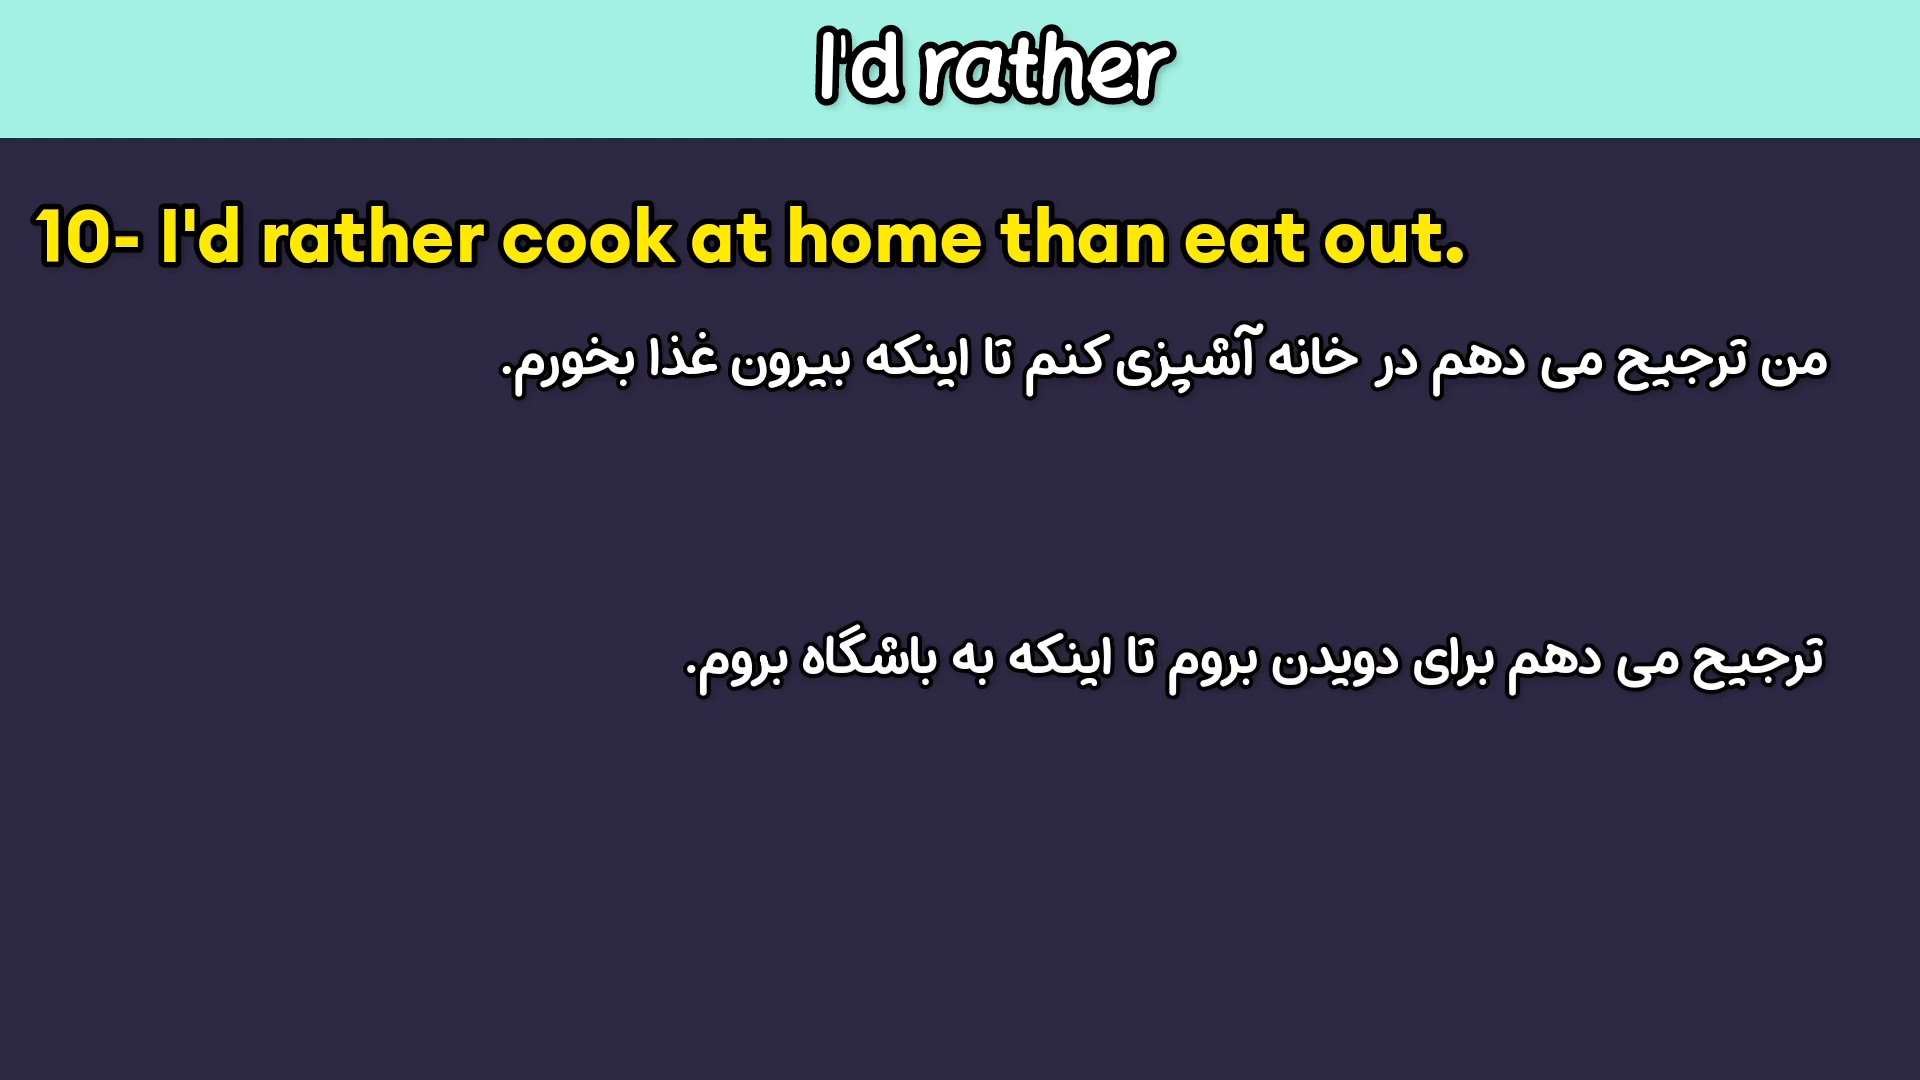 I'd rather
10- I'd rather cook at home than eat out.
من ترجیح می دهم در خانه آشپزی کنم تا اینکه بیرون غذا بخورم.
ترجیح می دهم برای دویدن بروم تا اینکه به باشگاه بروم.